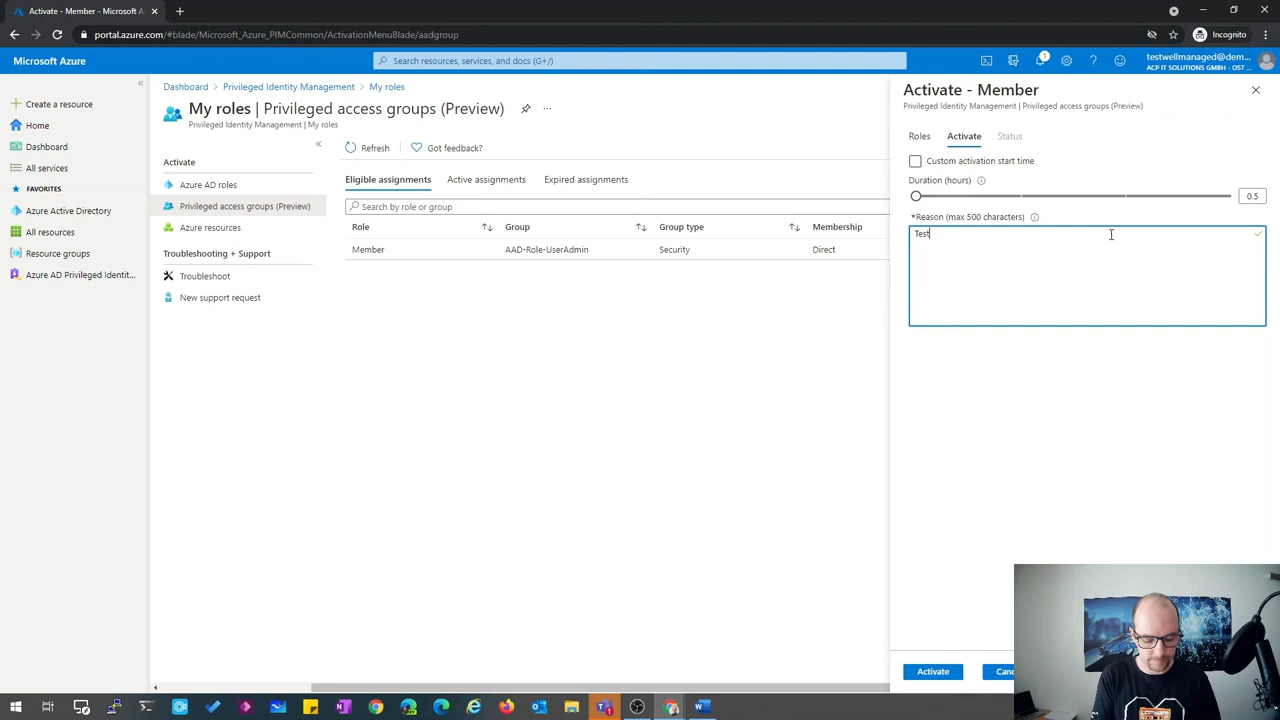 Activate - Member - Microsoft A
portal.azure.com/#blade/Microsoft_Azure_PIMCommon/ActivationMenuBlade/aadgroup
Incognito
Microsoft Azure
Search resources, services, and docs (G+/)
1
testwellmanaged@dem...
ACP IT SOLUTIONS GMBH - OST ...
Create a resource
Home
Dashboard
All services
FAVORITES
Azure Active Directory
All resources
Resource groups
Azure AD Privileged Identit...
Dashboard > Privileged Identity Management > My roles
My roles | Privileged access groups (Preview)
Privileged Identity Management | My roles
Activate
Azure AD roles
Privileged access groups (Preview)
Azure resources
Troubleshooting + Support
Troubleshoot
New support request
Refresh
Got feedback?
Eligible assignments
Active assignments
Expired assignments
Search by role or group
Role Group Group type Membership
Member AAD-Role-UserAdmin Security Direct
Activate - Member
Privileged Identity Management | Privileged access groups (Preview)
Roles
Activate
Status
Custom activation start time
Duration (hours)
0.5
*Reason (max 500 characters)
Test
Activate
Canc